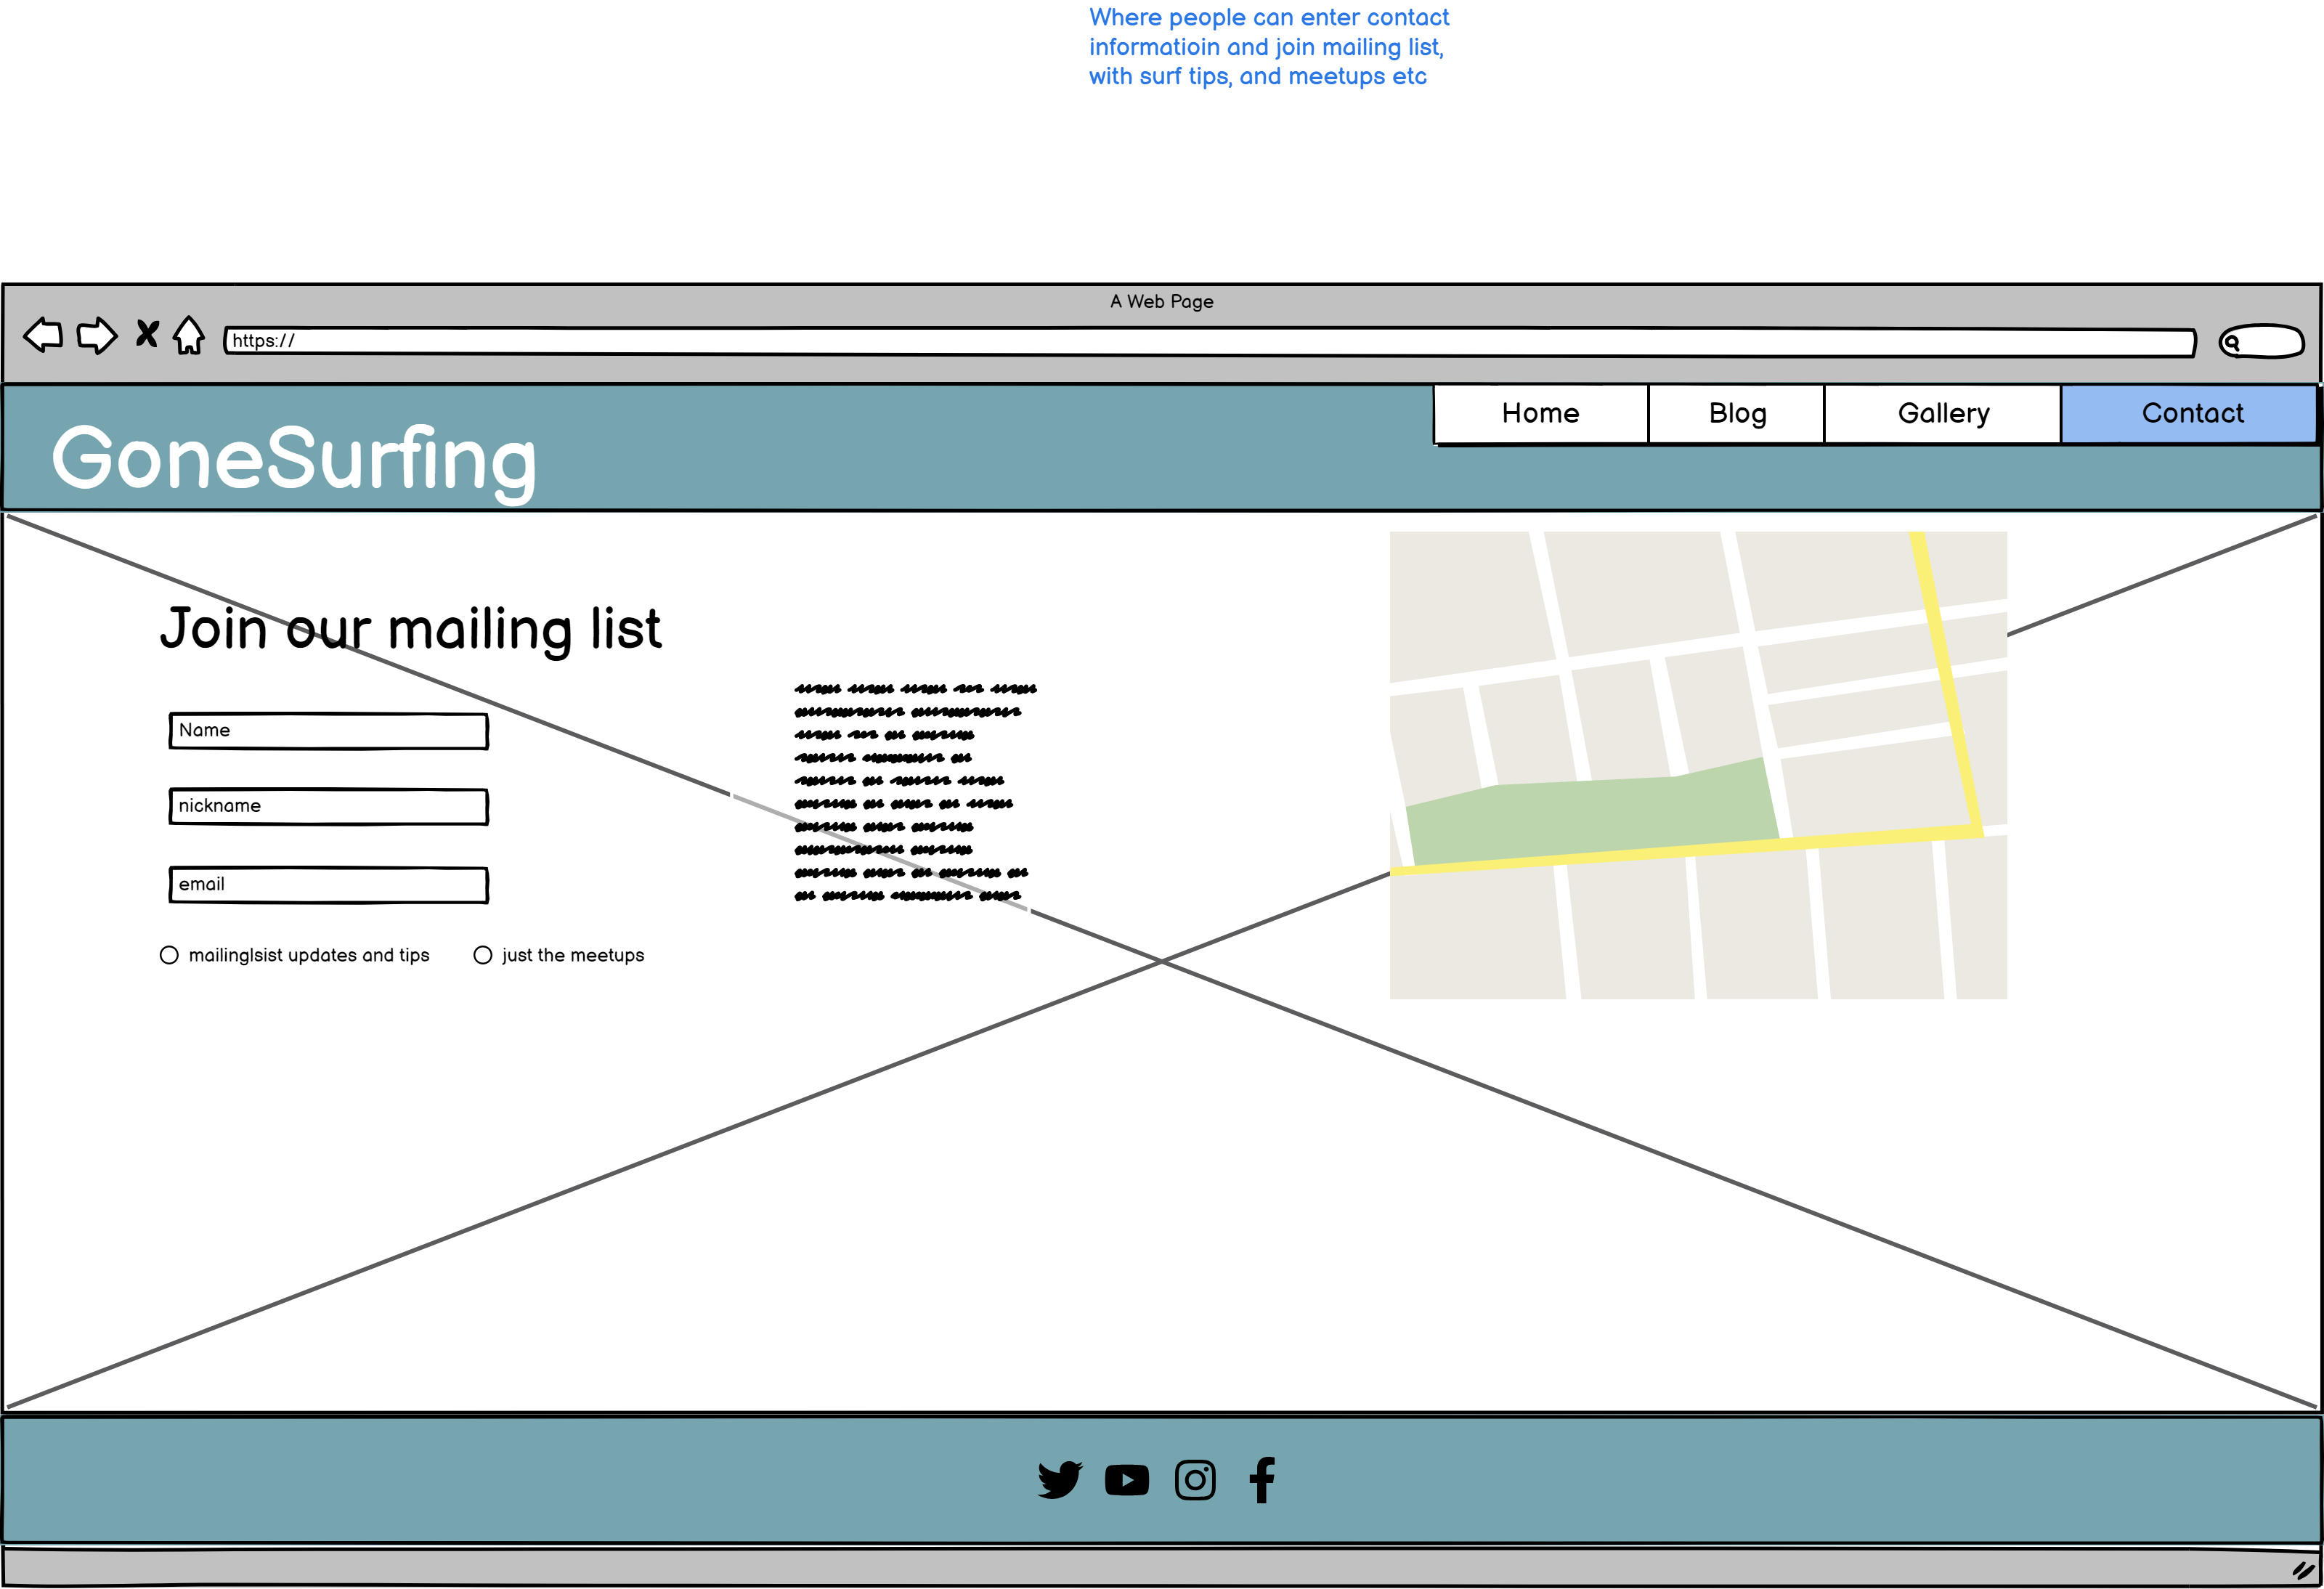 Where people can enter contact
informatioin and join mailing list,
with surf tips, and meetups etc
A Web Page
https://
Home Blog Gallery Contact
GoneSurfing
Join our mailing list
Name
nickname
email
mailinglsist updates and tips just the meetups